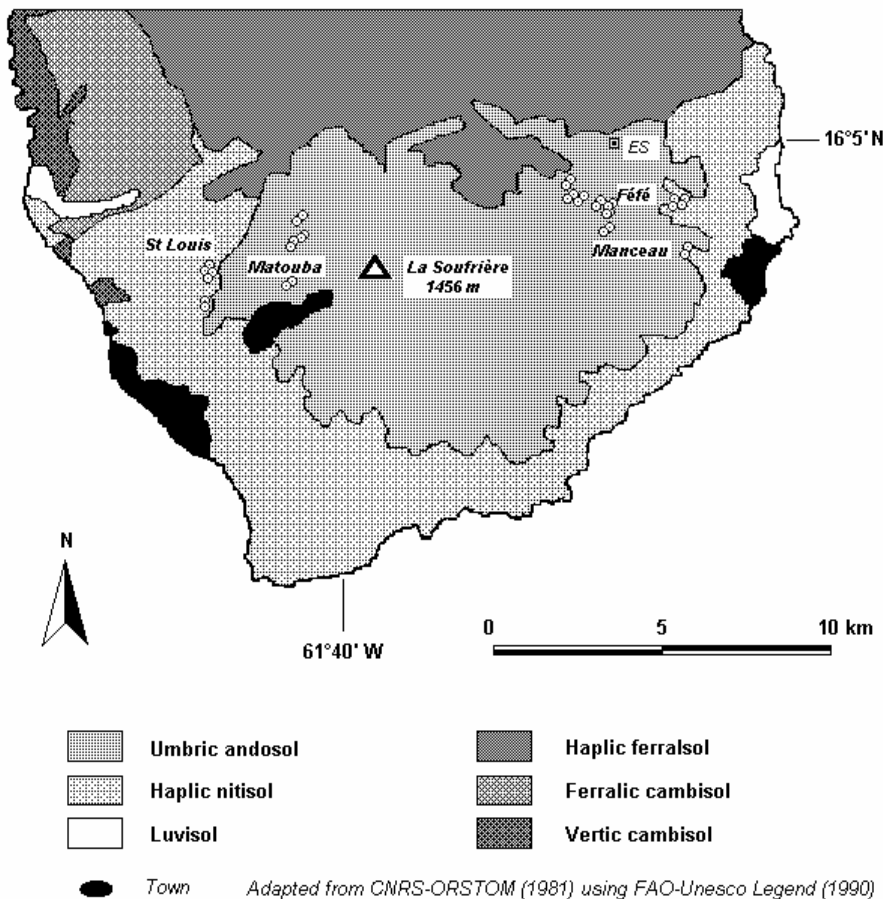 16°5' N
ES
Féfé
St Louis
Manceau
Matouba
La Soufrière
1456 m
N
61°40' W
0 5 10 km
Umbric andosol
Haplic ferralsol
Haplic nitisol
Ferralic cambisol
Luvisol
Vertic cambisol
Town
Adapted from CNRS-ORSTOM (1981) using FAO-Unesco Legend (1990)